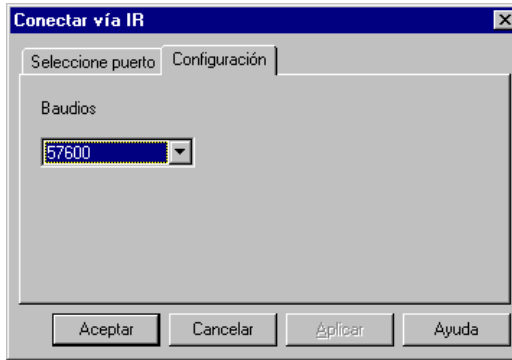 Conectar vía IR
Seleccione puerto Configuración
Baudios
57600
Aceptar Cancelar Aplicar Ayuda